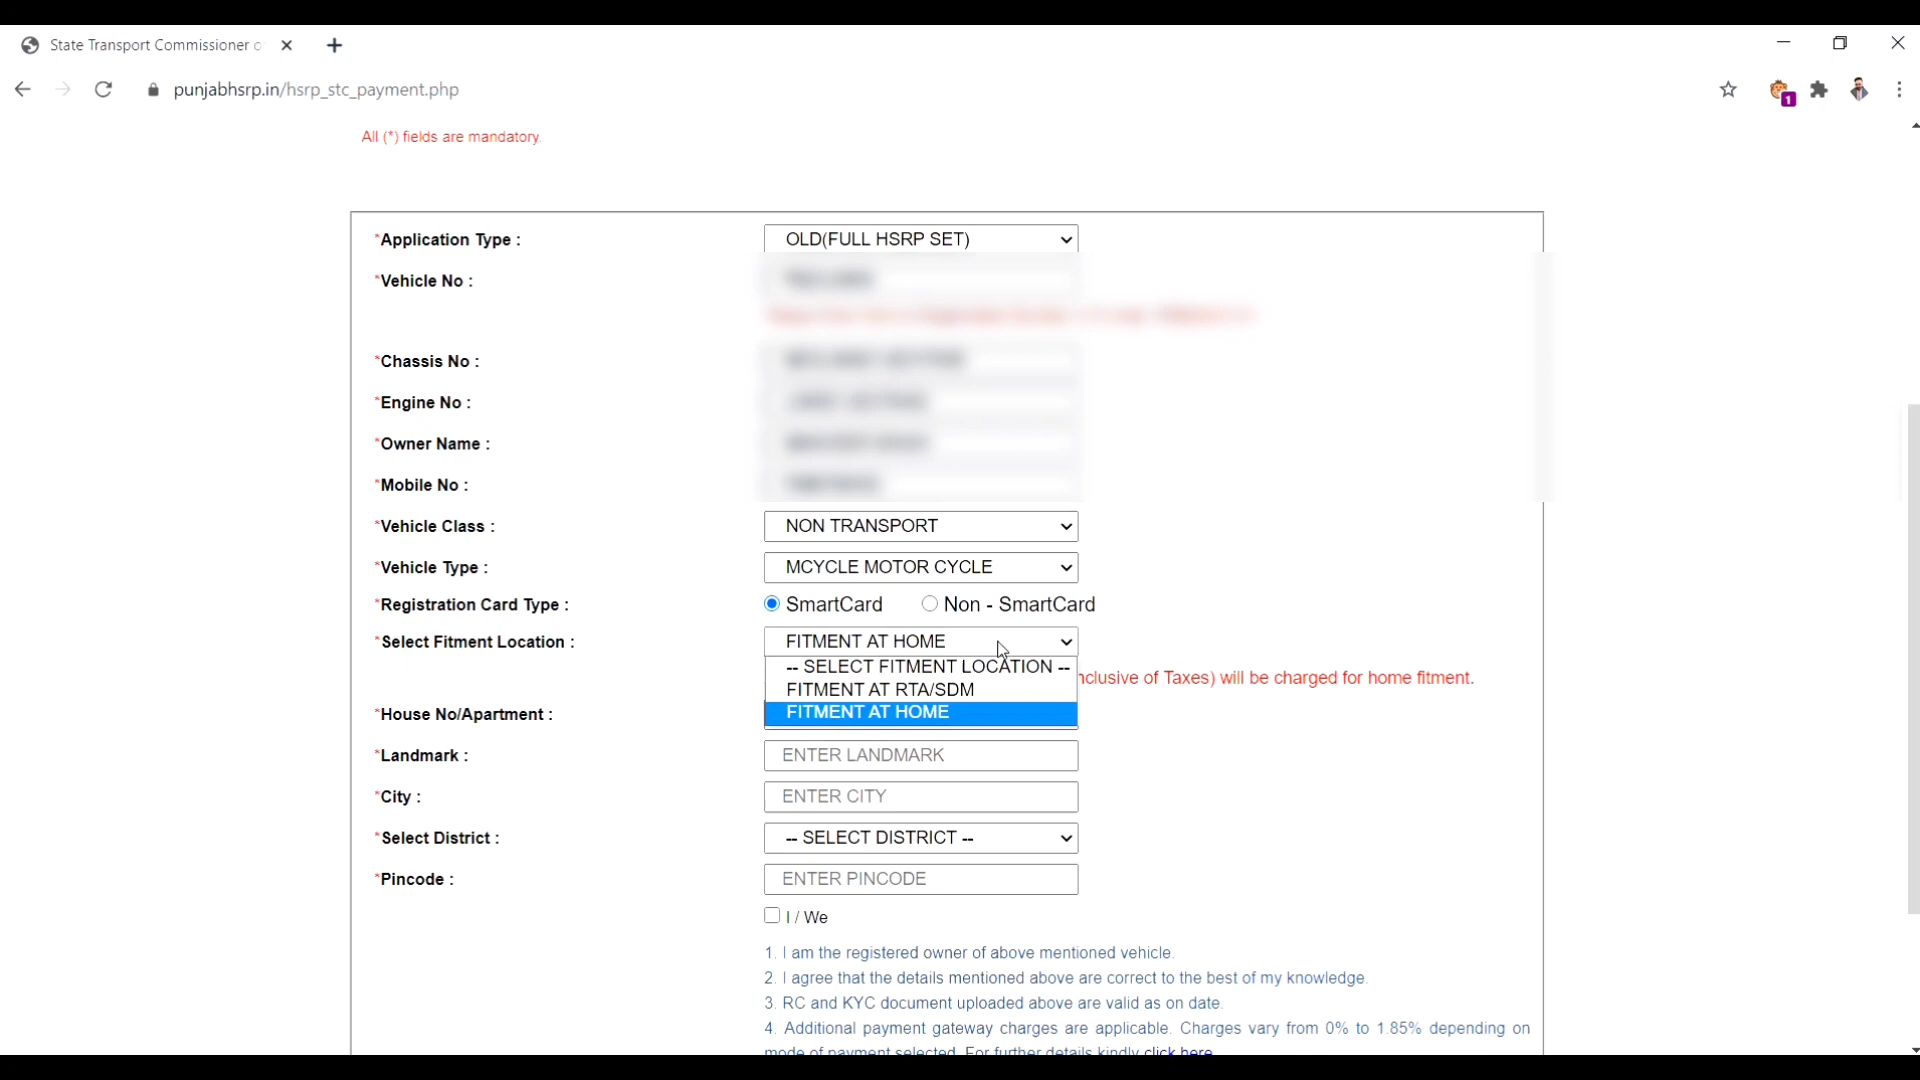 State Transport Commissioner o
punjabhsrp.in/hsrp_stc_payment.php
1
All (*) fields are mandatory.
*Application Type : OLD(FULL HSRP SET)
*Vehicle No :
*Chassis No :
*Engine No :
*Owner Name :
*Mobile No :
*Vehicle Class : NON TRANSPORT
*Vehicle Type : MCYCLE MOTOR CYCLE
*Registration Card Type : SmartCard Non - SmartCard
*Select Fitment Location : FITMENT AT HOME
-- SELECT FITMENT LOCATION --
nclusive of Taxes) will be charged for home fitment.
FITMENT AT RTA/SDM
*House No/Apartment : FITMENT AT HOME
*Landmark : ENTER LANDMARK
*City : ENTER CITY
*Select District : -- SELECT DISTRICT --
*Pincode : ENTER PINCODE
I / We
1. I am the registered owner of above mentioned vehicle.
2. I agree that the details mentioned above are correct to the best of my knowledge.
3. RC and KYC document uploaded above are valid as on date.
4. Additional payment gateway charges are applicable. Charges vary from 0% to 1.85% depending on
mode of payment selected. For further details kindly click here